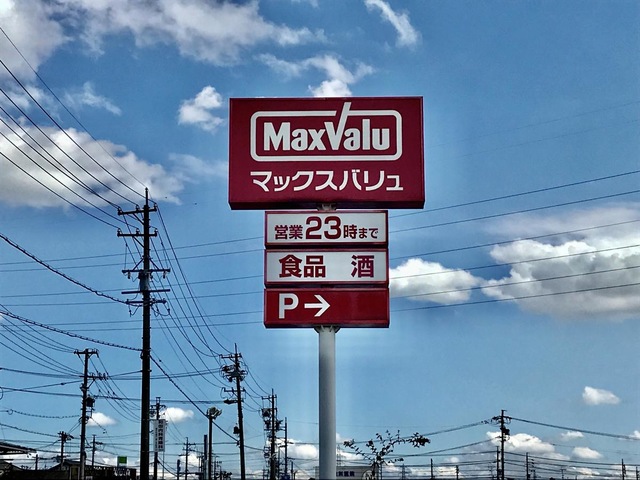 MaxValu
マックスバリュ
営業23時まで
食品 酒
P→